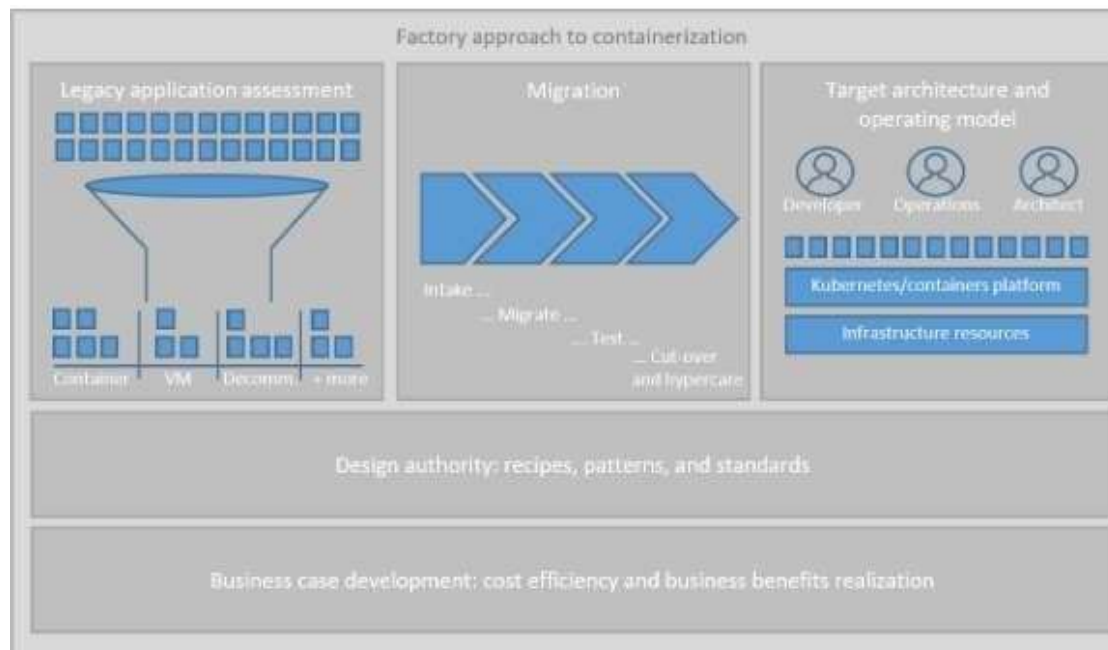 Factory approach to containerization
Legacy application assessment
Container
VM
Decomm.
+ more
Migration
Intake ...
... Migrate ...
... Test ...
... Cut-over
and hypercare
Target architecture and
operating model
Developer
Operations
Architect
Kubernetes/containers platform
Infrastructure resources
Design authority: recipes, patterns, and standards
Business case development: cost efficiency and business benefits realization